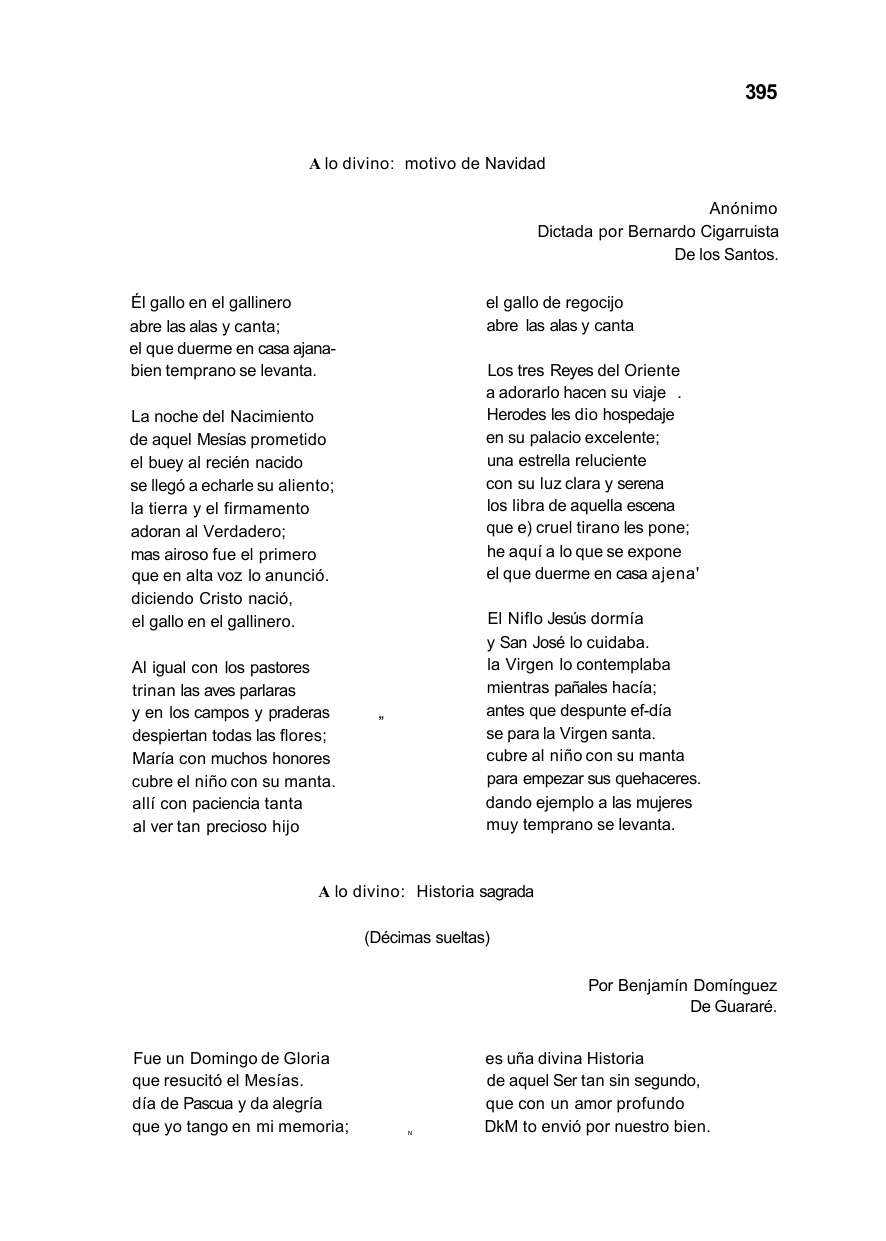 395
A lo divino: motivo de Navidad
Anónimo
Dictada por Bernardo Cigarruista
De los Santos.
Él gallo en el gallinero
abre las alas y canta;
el que duerme en casa ajana-
bien temprano se levanta.
La noche del Nacimiento
de aquel Mesías prometido
el buey al recién nacido
se llegó a echarle su aliento;
la tierra y el firmamento
adoran al Verdadero;
mas airoso fue el primero
que en alta voz lo anunció.
diciendo Cristo nació,
el gallo en el gallinero.
Al igual con los pastores
trinan las aves parlaras
y en los campos y praderas „
despiertan todas las flores;
María con muchos honores
cubre el niño con su manta.
allí con paciencia tanta
al ver tan precioso hijo
el gallo de regocijo
abre las alas y canta
Los tres Reyes del Oriente
a adorarlo hacen su viaje .
Herodes les dio hospedaje
en su palacio excelente;
una estrella reluciente
con su luz clara y serena
los libra de aquella escena
que e) cruel tirano les pone;
he aquí a lo que se expone
el que duerme en casa ajena'
El Niflo Jesús dormía
y San José lo cuidaba.
la Virgen lo contemplaba
mientras pañales hacía;
antes que despunte ef-día
se para la Virgen santa.
cubre al niño con su manta
para empezar sus quehaceres.
dando ejemplo a las mujeres
muy temprano se levanta.
A lo divino: Historia sagrada
(Décimas sueltas)
Por Benjamín Domínguez
De Guararé.
Fue un Domingo de Gloria
que resucitó el Mesías.
día de Pascua y da alegría
que yo tango en mi memoria; N
es uña divina Historia
de aquel Ser tan sin segundo,
que con un amor profundo
DkM to envió por nuestro bien.